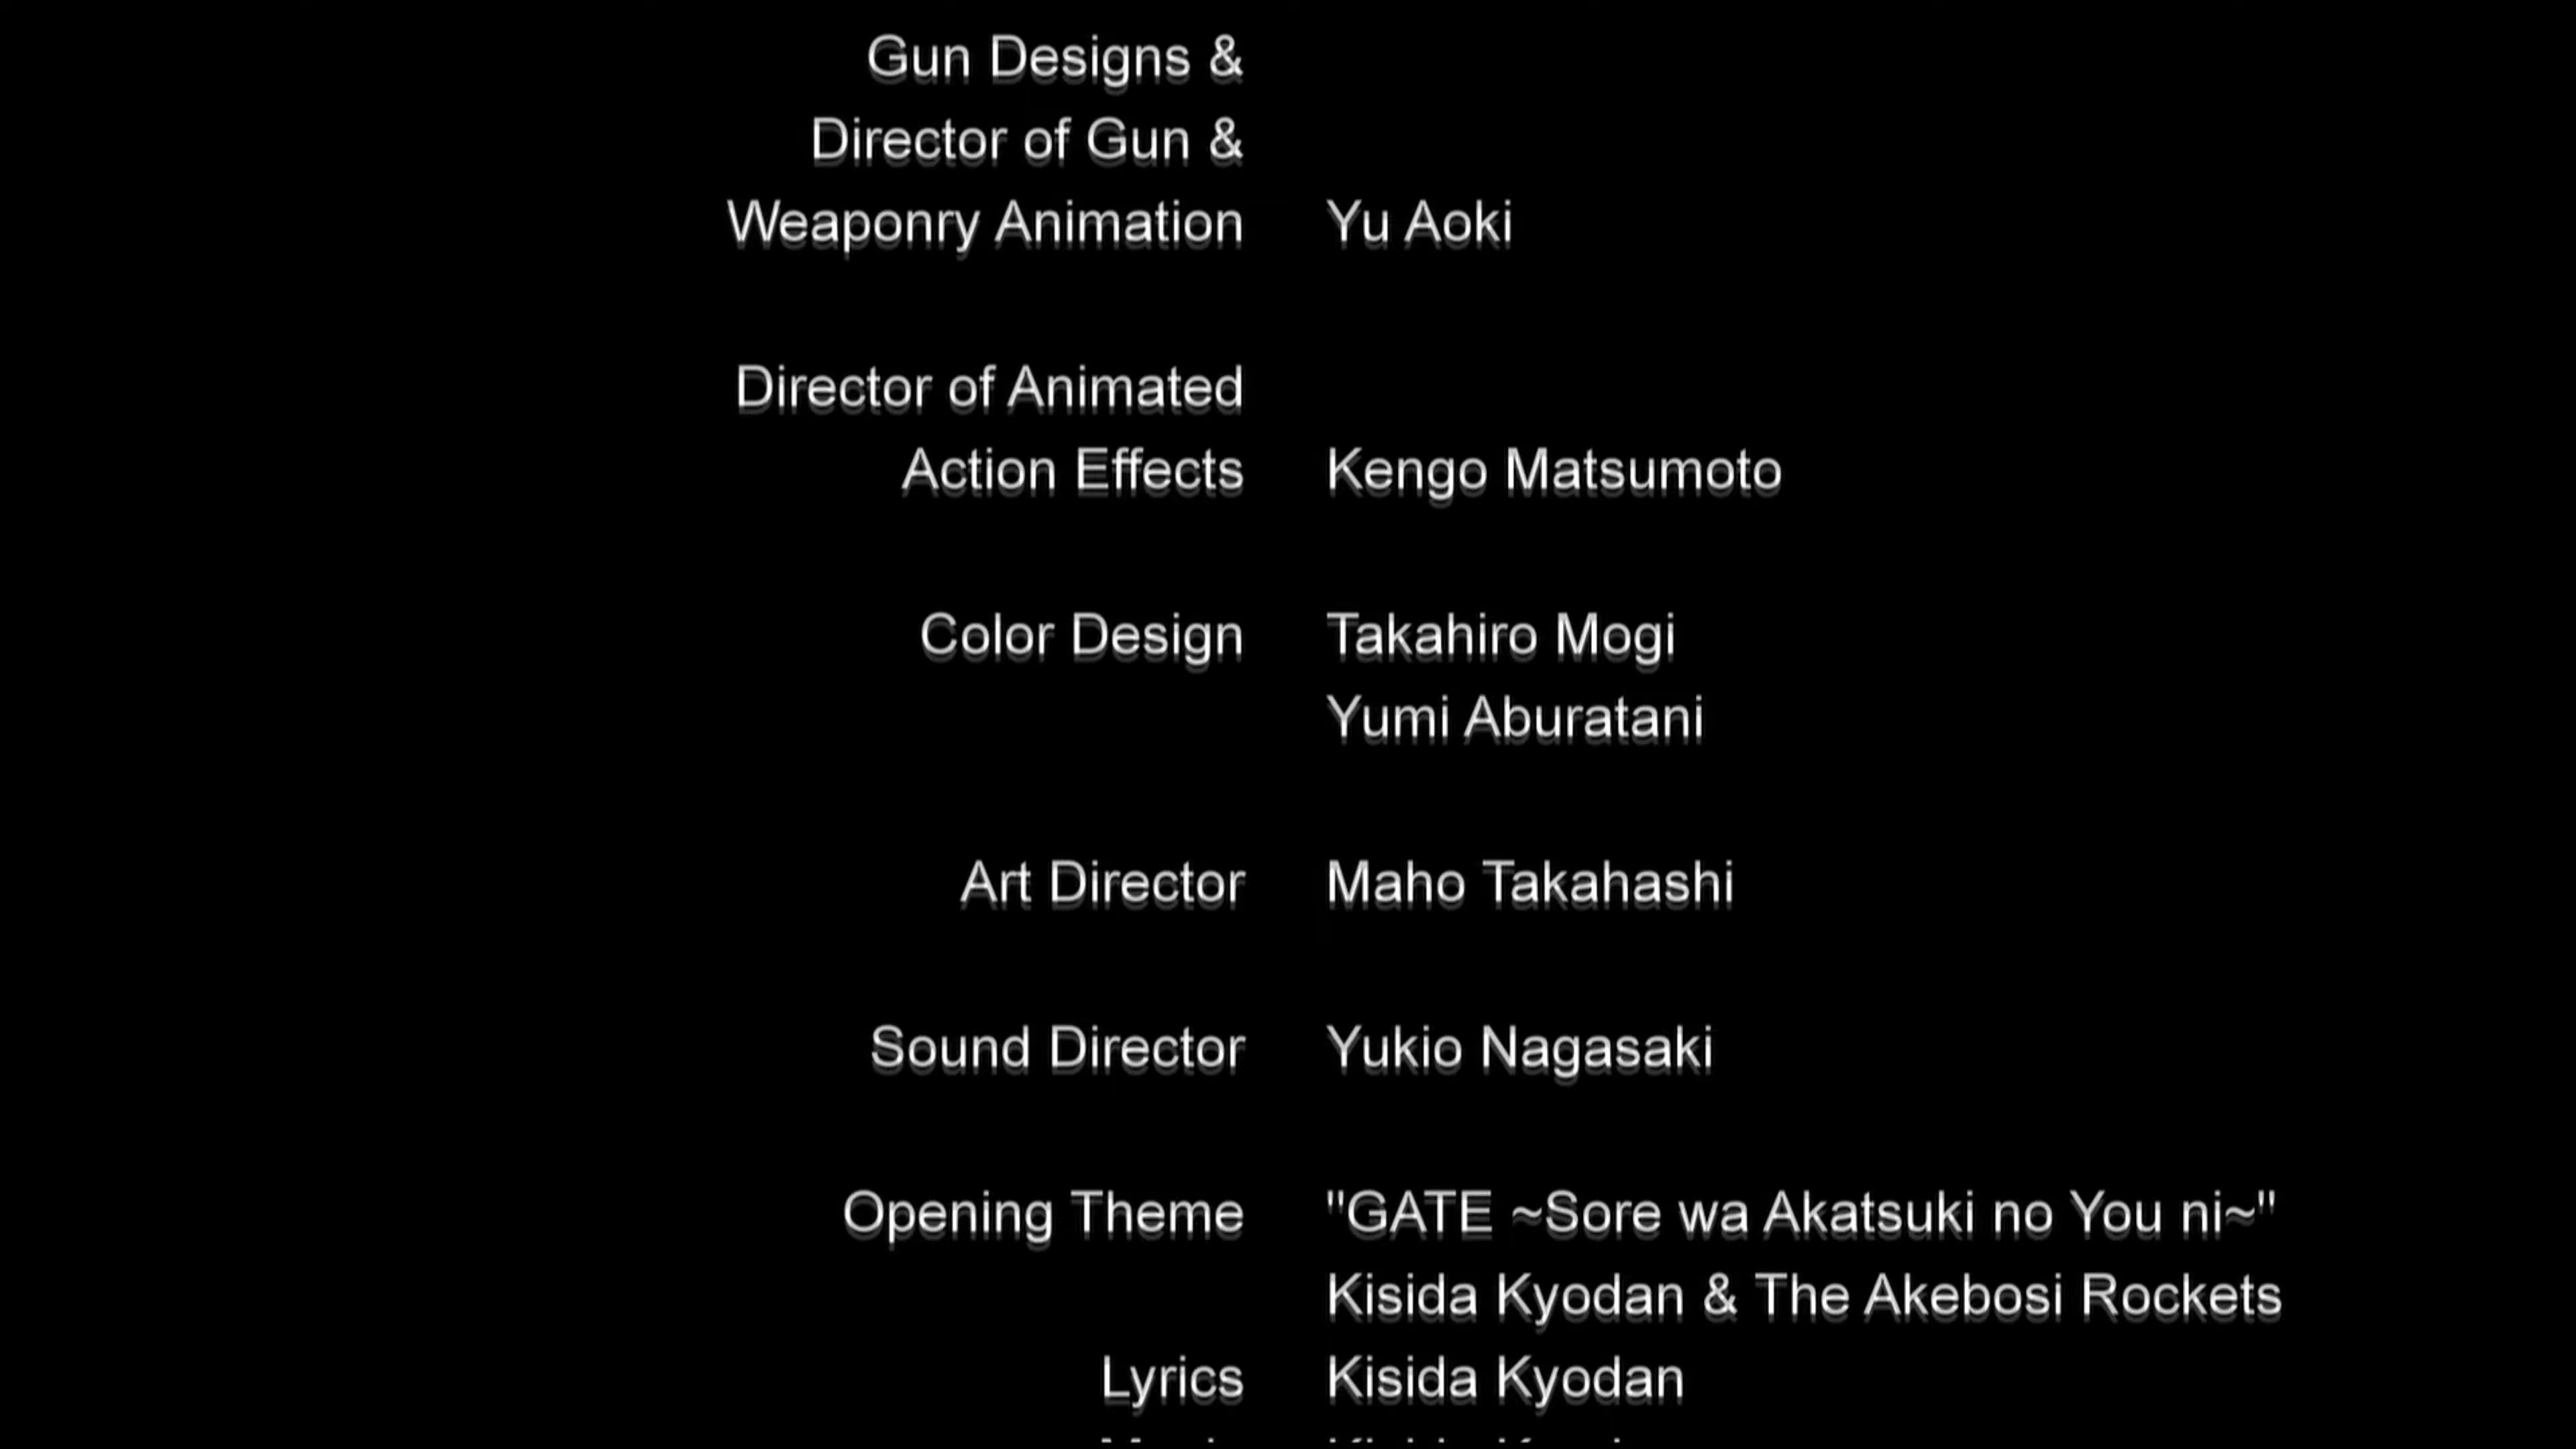 Gun Designs &
Director of Gun &
Weaponry Animation Yu Aoki
Director of Animated
Action Effects Kengo Matsumoto
Color Design Takahiro Mogi
Yumi Aburatani
Art Director Maho Takahashi
Sound Director Yukio Nagasaki
Opening Theme "GATE ~Sore wa Akatsuki no You ni~"
Kisida Kyodan & The Akebosi Rockets
Lyrics Kisida Kyodan